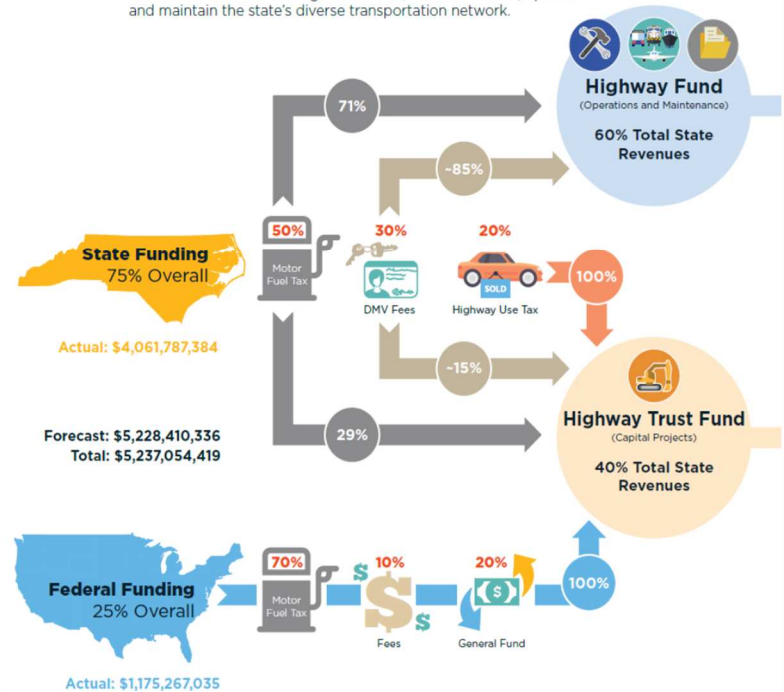 and maintain the state's diverse transportation network.
Highway Fund
(Operations and Maintenance)
60% Total State
Revenues
71%
~85%
State Funding
75% Overall
50%
Motor
Fuel Tax
30%
DMV Fees
20%
SOLD
Highway Use Tax
100%
Actual: $4,061,787,384
~15%
29%
Highway Trust Fund
(Capital Projects)
40% Total State
Revenues
Forecast: $5,228,410,336
Total: $5,237,054,419
Federal Funding
25% Overall
70%
Motor
Fuel Tax
$
10%
$
$
Fees
20%
$
General Fund
100%
Actual: $1,175,267,035